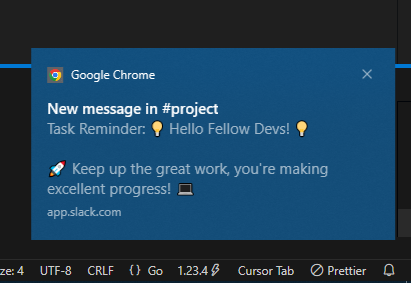 Google Chrome
New message in #project
Task Reminder: 💡 Hello Fellow Devs! 💡
🚀 Keep up the great work, you're making
excellent progress! 💻
app.slack.com
ze: 4 UTF-8 CRLF {} Go 1.23.4 Cursor Tab Prettier